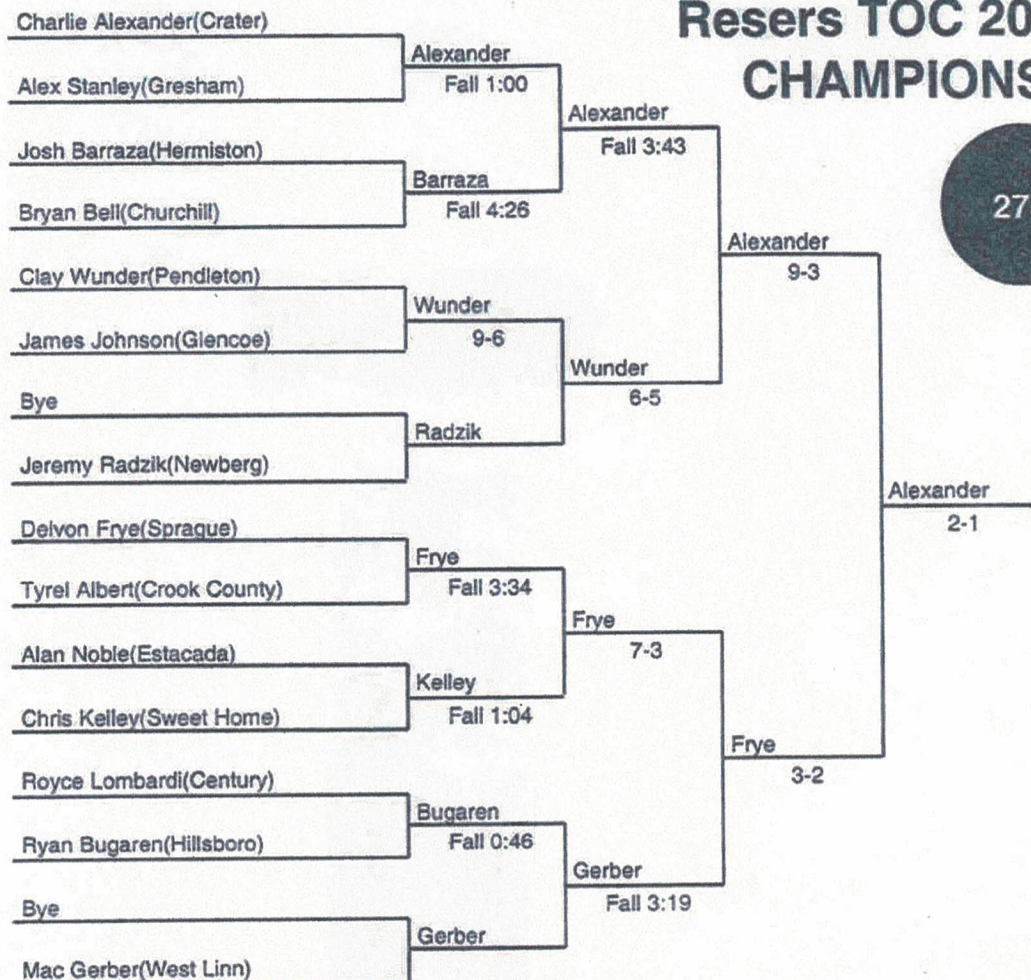 Resers TOC 20
CHAMPIONS
27
Charlie Alexander(Crater)
Alex Stanley(Gresham)
Josh Barraza(Hermiston)
Bryan Bell(Churchill)
Clay Wunder(Pendleton)
James Johnson(Glencoe)
Bye
Jeremy Radzik(Newberg)
Delvon Frye(Sprague)
Tyrel Albert(Crook County)
Alan Noble(Estacada)
Chris Kelley(Sweet Home)
Royce Lombardi(Century)
Ryan Bugaren(Hillsboro)
Bye
Mac Gerber(West Linn)
Alexander
Fall 1:00
Barraza
Fall 4:26
Wunder
9-6
Radzik
Frye
Fall 3:34
Kelley
Fall 1:04
Bugaren
Fall 0:46
Gerber
Alexander
Fall 3:43
Wunder
6-5
Frye
7-3
Gerber
Fall 3:19
Alexander
9-3
Frye
3-2
Alexander
2-1